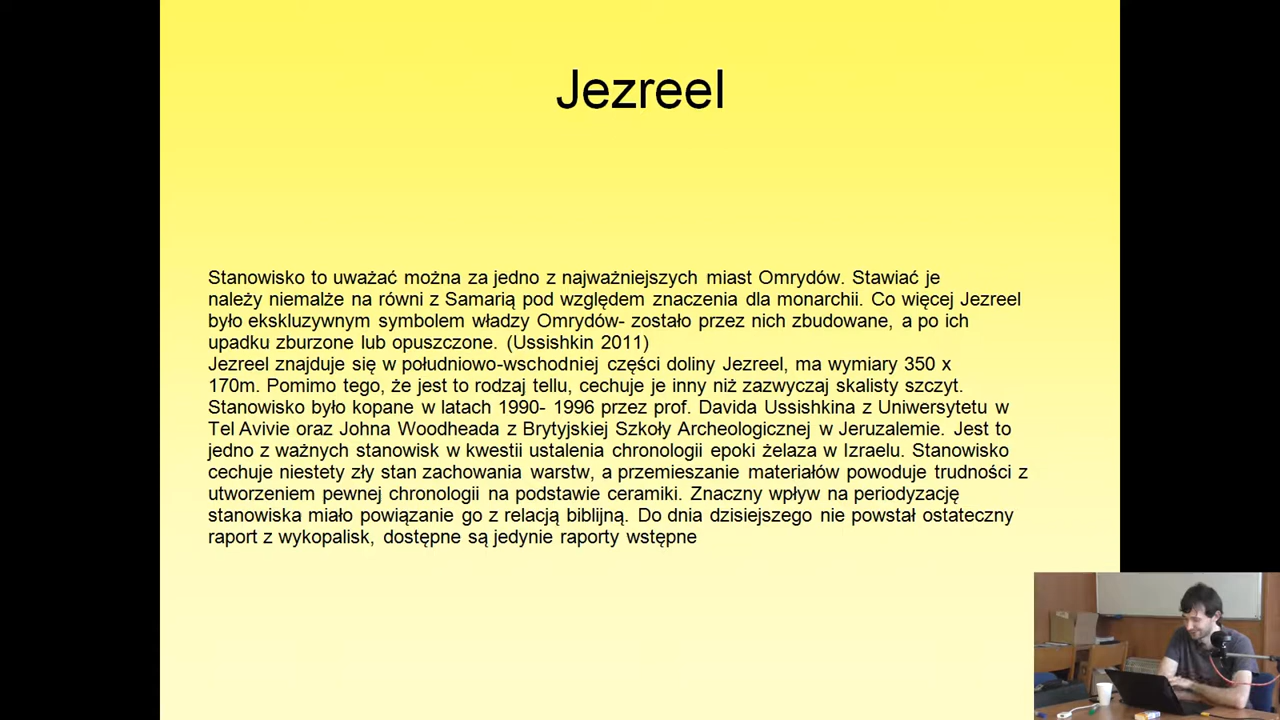 Jezreel
Stanowisko to uważać można za jedno z najważniejszych miast Omrydów. Stawiać je
należy niemalże na równi z Samarią pod względem znaczenia dla monarchii. Co więcej Jezreel
było ekskluzywnym symbolem władzy Omrydów- zostało przez nich zbudowane, a po ich
upadku zburzone lub opuszczone. (Ussishkin 2011)
Jezreel znajduje się w południowo-wschodniej części doliny Jezreel, ma wymiary 350 x
170m. Pomimo tego, że jest to rodzaj tellu, cechuje je inny niż zazwyczaj skalisty szczyt.
Stanowisko było kopane w latach 1990- 1996 przez prof. Davida Ussishkina z Uniwersytetu w
Tel Avivie oraz Johna Woodheada z Brytyjskiej Szkoły Archeologicznej w Jeruzalemie. Jest to
jedno z ważnych stanowisk w kwestii ustalenia chronologii epoki żelaza w Izraelu. Stanowisko
cechuje niestety zły stan zachowania warstw, a przemieszanie materiałów powoduje trudności z
utworzeniem pewnej chronologii na podstawie ceramiki. Znaczny wpływ na periodyzację
stanowiska miało powiązanie go z relacją biblijną. Do dnia dzisiejszego nie powstał ostateczny
raport z wykopalisk, dostępne są jedynie raporty wstępne